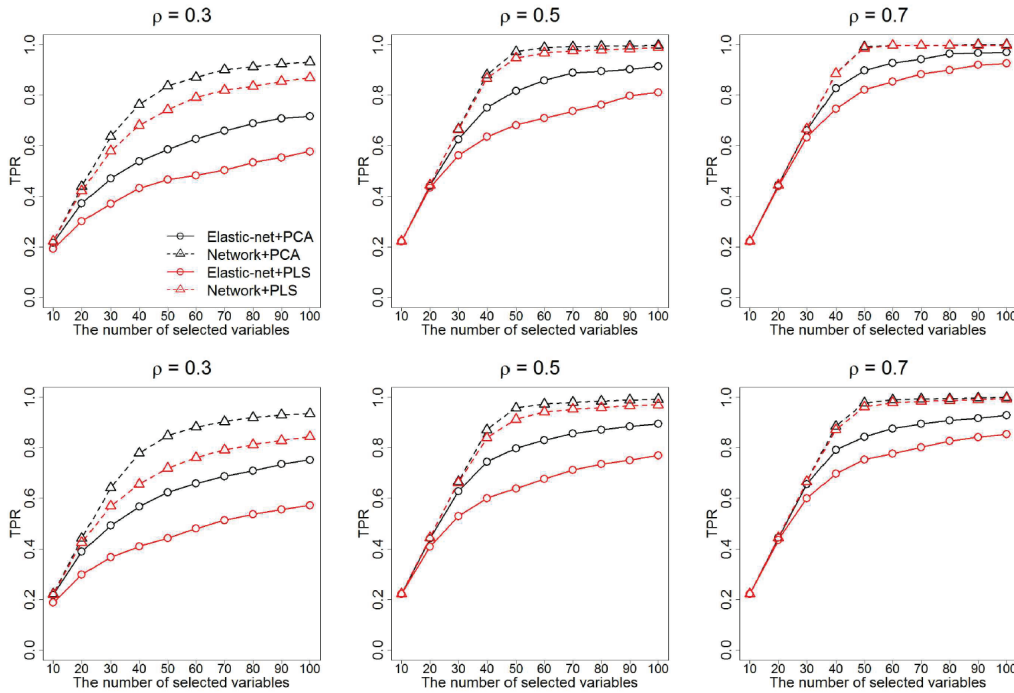 ρ = 0.3
ρ = 0.5
ρ = 0.7
TPR
0.0 0.2 0.4 0.6 0.8 1.0
Elastic-net+PCA
Network+PCA
Elastic-net+PLS
Network+PLS
10 20 30 40 50 60 70 80 90 100
The number of selected variables
TPR
0.0 0.2 0.4 0.6 0.8 1.0
10 20 30 40 50 60 70 80 90 100
The number of selected variables
TPR
0.0 0.2 0.4 0.6 0.8 1.0
10 20 30 40 50 60 70 80 90 100
The number of selected variables
ρ = 0.3
ρ = 0.5
ρ = 0.7
TPR
0.0 0.2 0.4 0.6 0.8 1.0
10 20 30 40 50 60 70 80 90 100
The number of selected variables
TPR
0.0 0.2 0.4 0.6 0.8 1.0
10 20 30 40 50 60 70 80 90 100
The number of selected variables
TPR
0.0 0.2 0.4 0.6 0.8 1.0
10 20 30 40 50 60 70 80 90 100
The number of selected variables